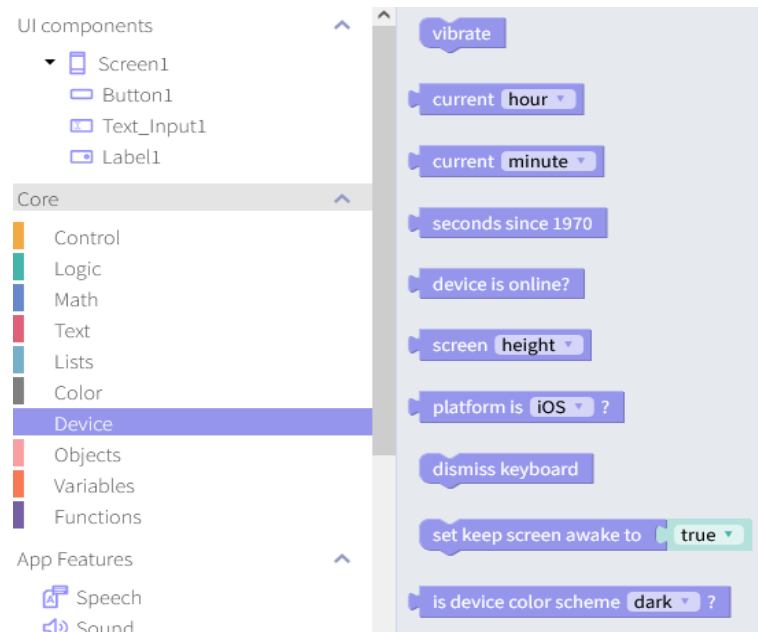 UI components
Screen1
Button1
Text_Input1
Label1
Core
Control
Logic
Math
Text
Lists
Color
Device
Objects
Variables
Functions
App Features
Speech
Sound
vibrate
current hour
current minute
seconds since 1970
device is online?
screen height
platform is iOS ?
dismiss keyboard
set keep screen awake to true
is device color scheme dark ?